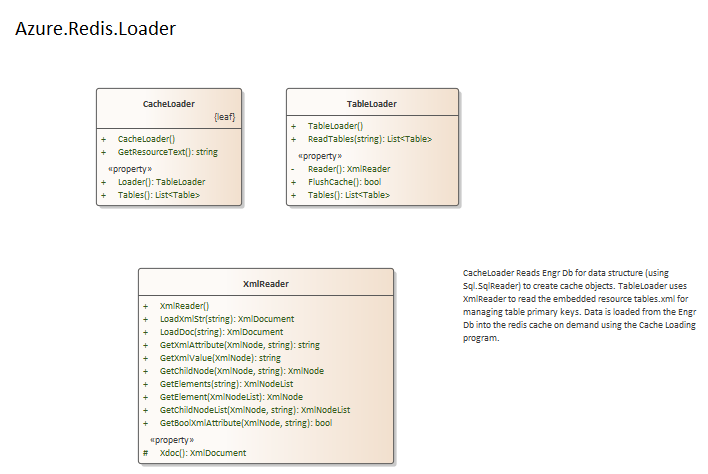 Azure.Redis.Loader
CacheLoader
{leaf}
+ CacheLoader()
+ GetResourceText(): string
«property»
+ Loader(): TableLoader
+ Tables(): List<Table>
TableLoader
+ TableLoader()
+ ReadTables(string): List<Table>
«property»
- Reader(): XmlReader
+ FlushCache(): bool
+ Tables(): List<Table>
XmlReader
+ XmlReader()
+ LoadXmlStr(string): XmlDocument
+ LoadDoc(string): XmlDocument
+ GetXmlAttribute(XmlNode, string): string
+ GetXmlValue(XmlNode): string
+ GetChildNode(XmlNode, string): XmlNode
+ GetElements(string): XmlNodeList
+ GetElement(XmlNodeList): XmlNode
+ GetChildNodeList(XmlNode, string): XmlNodeList
+ GetBoolXmlAttribute(XmlNode, string): bool
«property»
# Xdoc(): XmlDocument
CacheLoader Reads Engr Db for data structure (using
Sql.SqlReader) to create cache objects. TableLoader uses
XmlReader to read the embedded resource tables.xml for
managing table primary keys. Data is loaded from the Engr
Db into the redis cache on demand using the Cache Loading
program.